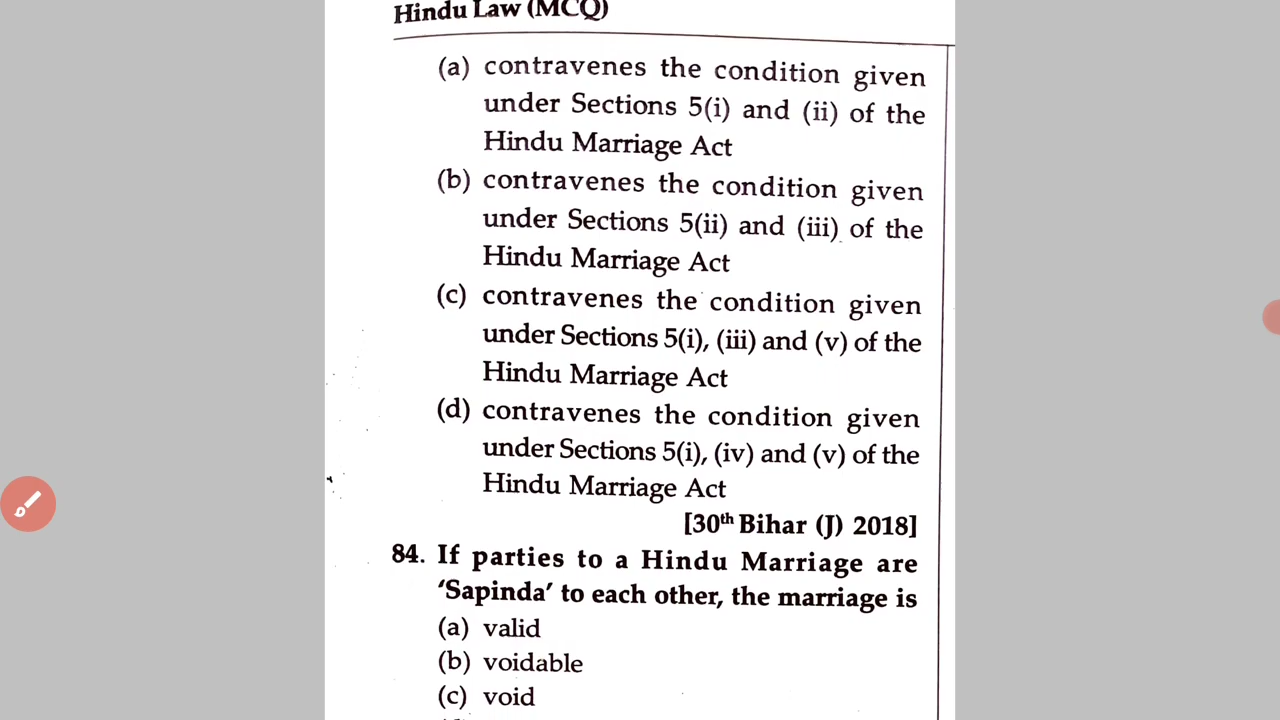 Hindu Law (MCQ)
(a) contravenes the condition given
under Sections 5(i) and (ii) of the
Hindu Marriage Act
(b) contravenes the condition given
under Sections 5(ii) and (iii) of the
Hindu Marriage Act
(c) contravenes the condition given
under Sections 5(i), (iii) and (v) of the
Hindu Marriage Act
(d) contravenes the condition given
under Sections 5(i), (iv) and (v) of the
Hindu Marriage Act
[30th Bihar (J) 2018]
84. If parties to a Hindu Marriage are
'Sapinda' to each other, the marriage is
(a) valid
(b) voidable
(c) void